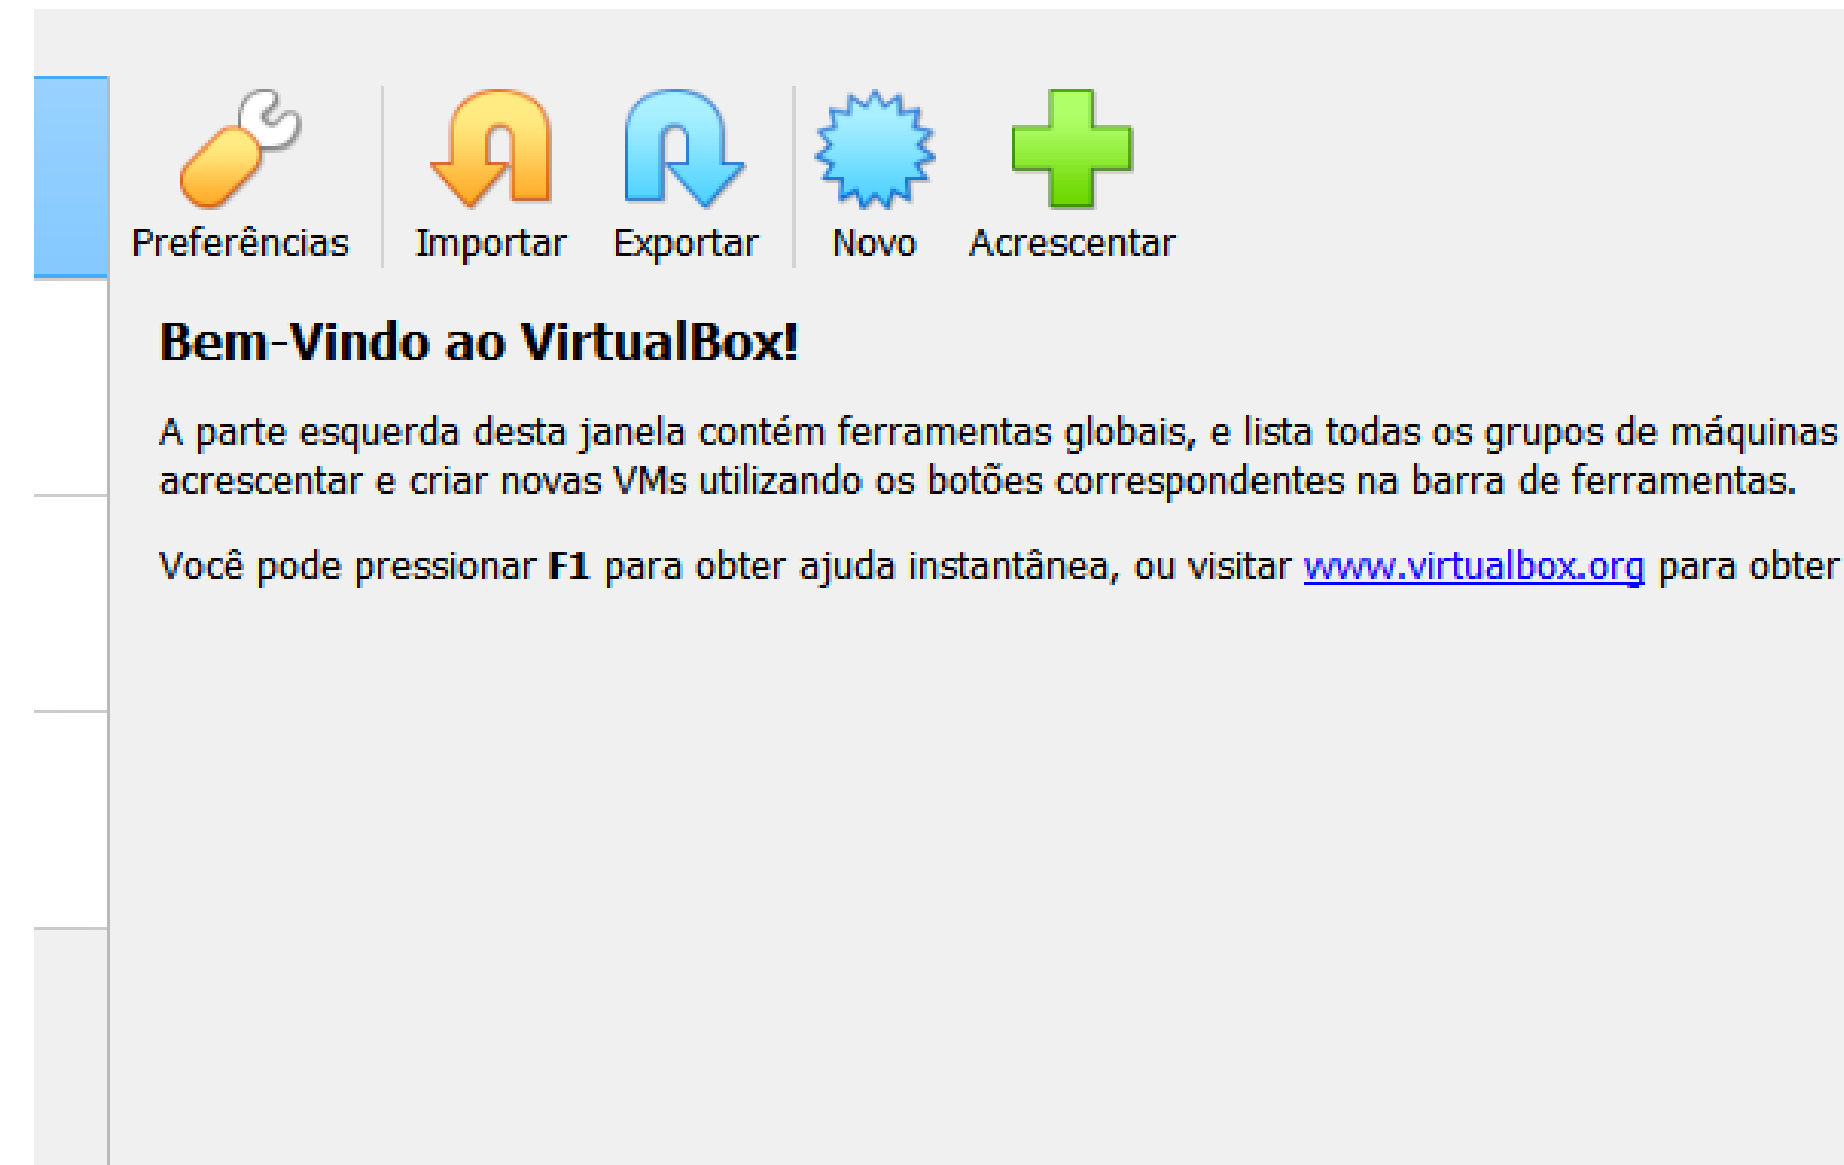 Preferências Importar Exportar Novo Acrescentar
Bem-Vindo ao VirtualBox!
A parte esquerda desta janela contém ferramentas globais, e lista todas os grupos de máquinas
acrescentar e criar novas VMs utilizando os botões correspondentes na barra de ferramentas.
Você pode pressionar F1 para obter ajuda instantânea, ou visitar www.virtualbox.org para obter